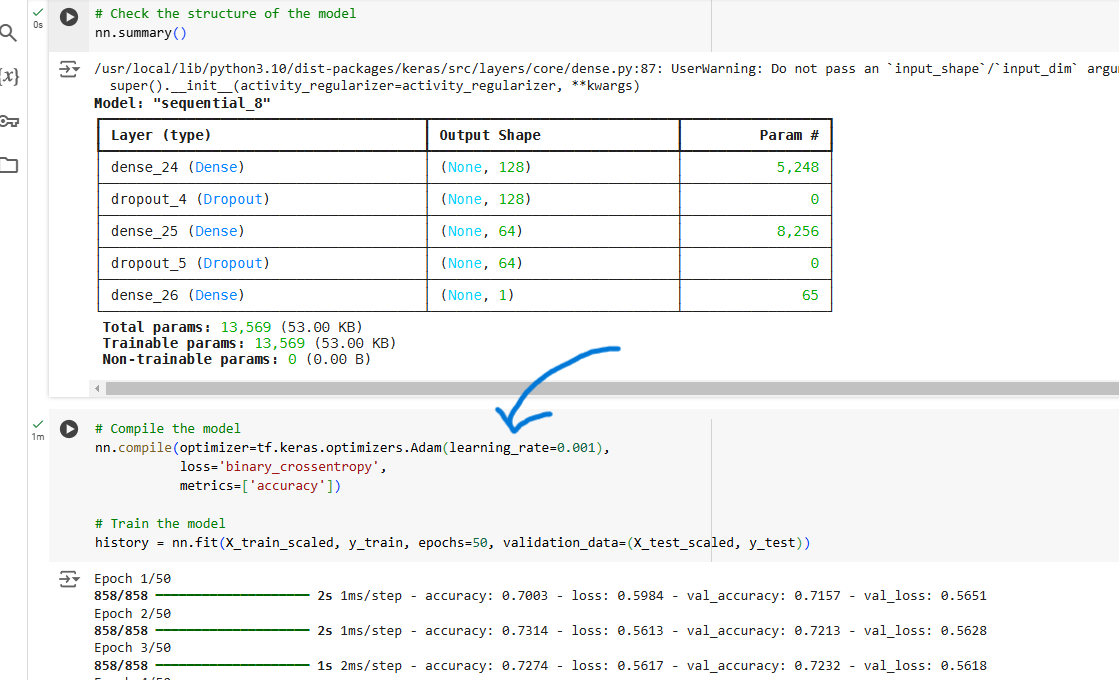 0s
# Check the structure of the model
nn.summary()
{x}
/usr/local/lib/python3.10/dist-packages/keras/src/layers/core/dense.py:87: UserWarning: Do not pass an `input_shape`/`input_dim` argu
super().__init__(activity_regularizer=activity_regularizer, **kwargs)
Model: "sequential_8"
Layer (type) Output Shape Param #
dense_24 (Dense) (None, 128) 5,248
dropout_4 (Dropout) (None, 128) 0
dense_25 (Dense) (None, 64) 8,256
dropout_5 (Dropout) (None, 64) 0
dense_26 (Dense) (None, 1) 65
Total params: 13,569 (53.00 KB)
Trainable params: 13,569 (53.00 KB)
Non-trainable params: 0 (0.00 B)
1m
# Compile the model
nn.compile(optimizer=tf.keras.optimizers.Adam(learning_rate=0.001),
loss='binary_crossentropy',
metrics=['accuracy'])
# Train the model
history = nn.fit(X_train_scaled, y_train, epochs=50, validation_data=(X_test_scaled, y_test))
Epoch 1/50
858/858 2s 1ms/step - accuracy: 0.7003 - loss: 0.5984 - val_accuracy: 0.7157 - val_loss: 0.5651
Epoch 2/50
858/858 2s 1ms/step - accuracy: 0.7314 - loss: 0.5613 - val_accuracy: 0.7213 - val_loss: 0.5628
Epoch 3/50
858/858 1s 2ms/step - accuracy: 0.7274 - loss: 0.5617 - val_accuracy: 0.7232 - val_loss: 0.5618